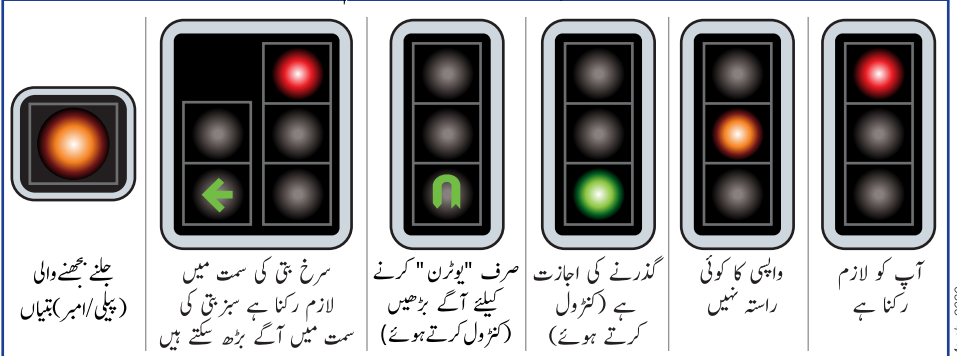 آپ کو لازم
رکنا ہے
واپسی کا کوئی
راستہ نہیں
گذرنے کی اجازت
ہے (کنٹرول
کرتے ہوئے)
صرف "یوٹرن" کرنے
کیلئے آگے بڑھیں
(کنٹرول کرتے ہوئے)
سرخ بتی کی سمت میں
لازم رکنا ہے سبز بتی کی
سمت میں آگے بڑھ سکتے ہیں
جلنے بجھنے والی
(پیلی/امبر) بتیاں